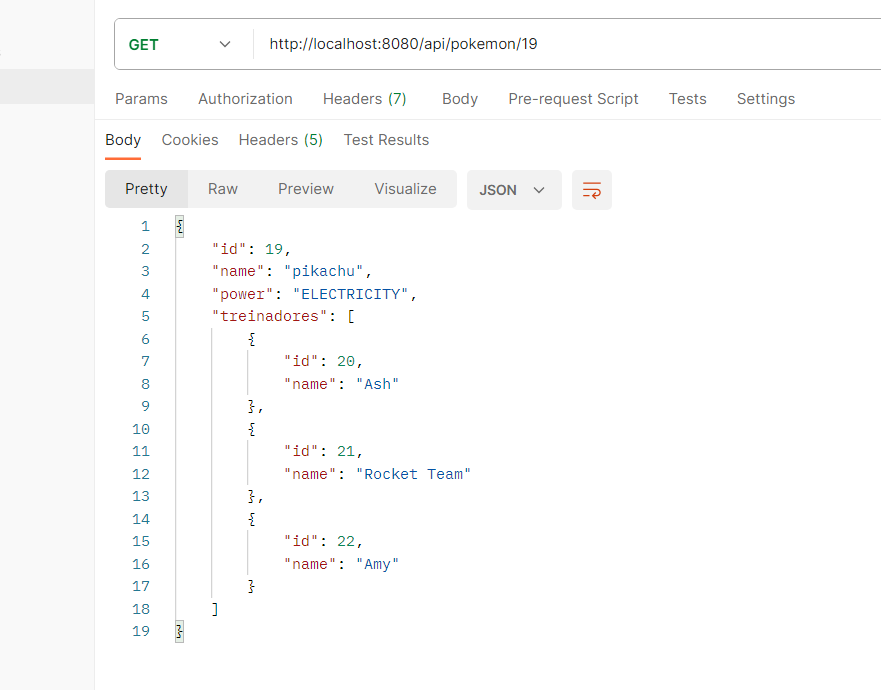 GET http://localhost:8080/api/pokemon/19
Params Authorization Headers (7) Body Pre-request Script Tests Settings
Body Cookies Headers (5) Test Results
Pretty Raw Preview Visualize JSON
1 {
2 "id": 19,
3 "name": "pikachu",
4 "power": "ELECTRICITY",
5 "treinadores": [
6 {
7 "id": 20,
8 "name": "Ash"
9 },
10 {
11 "id": 21,
12 "name": "Rocket Team"
13 },
14 {
15 "id": 22,
16 "name": "Amy"
17 }
18 ]
19 }